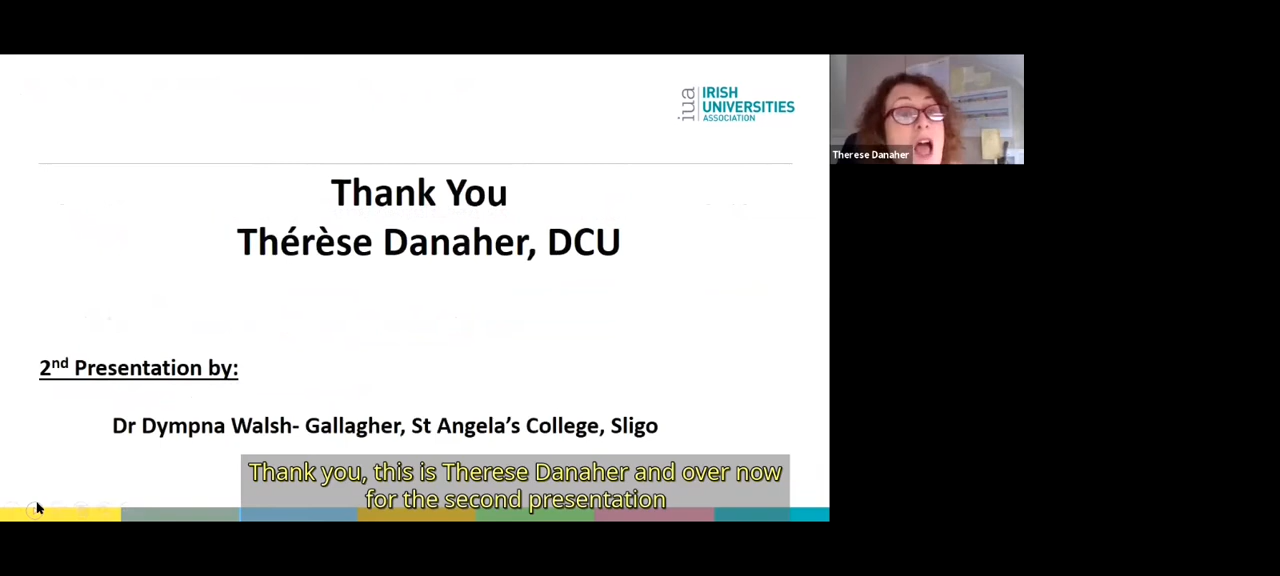 iua
IRISH
UNIVERSITIES
ASSOCIATION
Thank You
Thérèse Danaher, DCU
2nd Presentation by:
Dr Dympna Walsh- Gallagher, St Angela's College, Sligo
Thank you, this is Therese Danaher and over now
for the second presentation
Therese Danaher